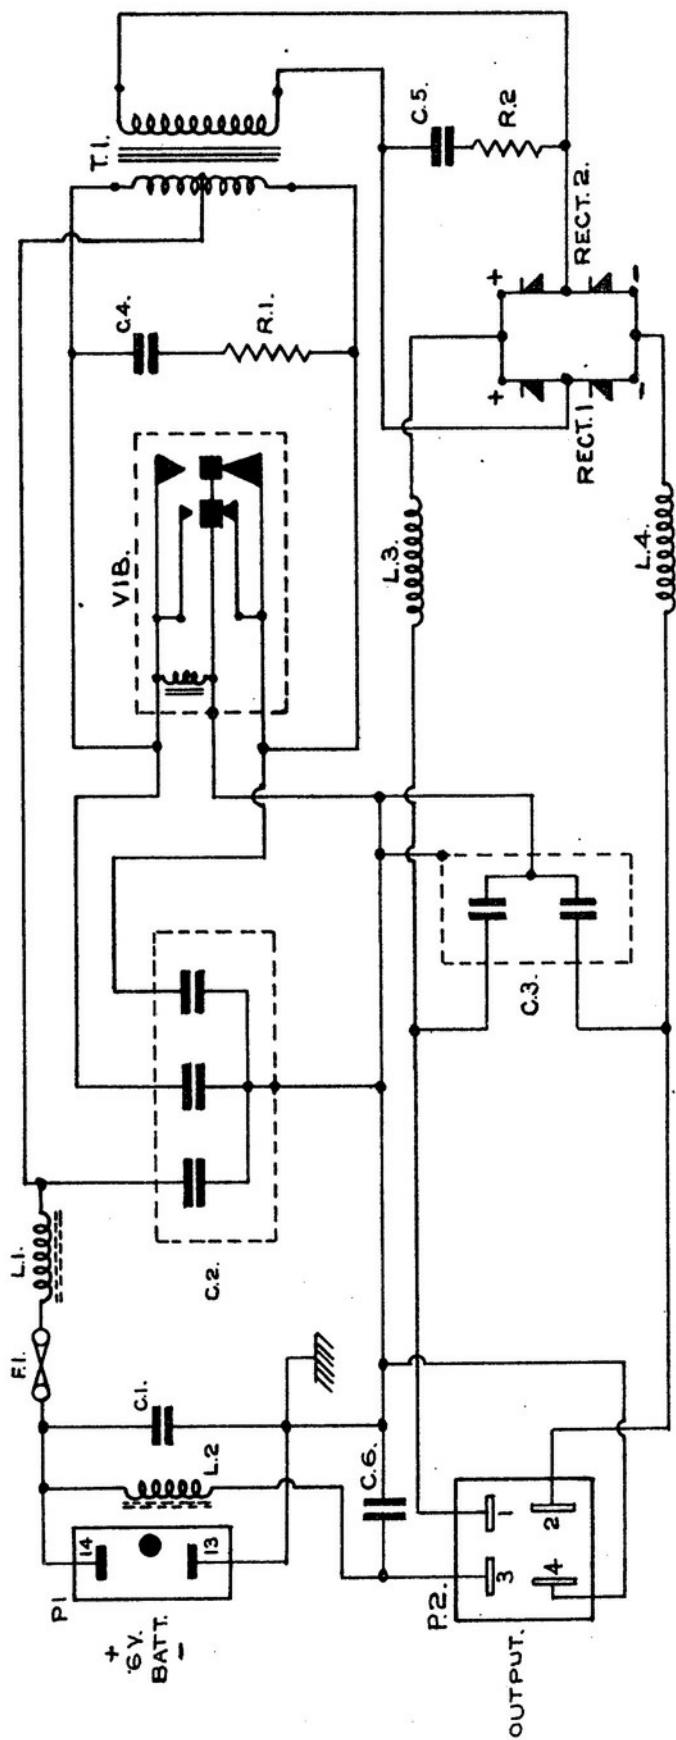 P1
14
13
+
6V.
BATT.
-
F.1.
L.1.
C.1.
L.2
C.2.
VIB.
C.4.
R.1.
T.1.
C.6.
P.2.
OUTPUT.
1
2
3
4
C.3.
L.3.
L.4.
RECT.1
RECT.2.
+
+
-
-
C.5.
R.2